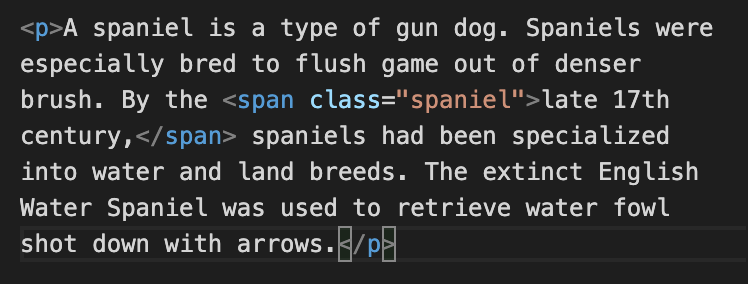 <p>A spaniel is a type of gun dog. Spaniels were
especially bred to flush game out of denser
brush. By the <span class="spaniel">late 17th
century,</span> spaniels had been specialized
into water and land breeds. The extinct English
Water Spaniel was used to retrieve water fowl
shot down with arrows.</p>